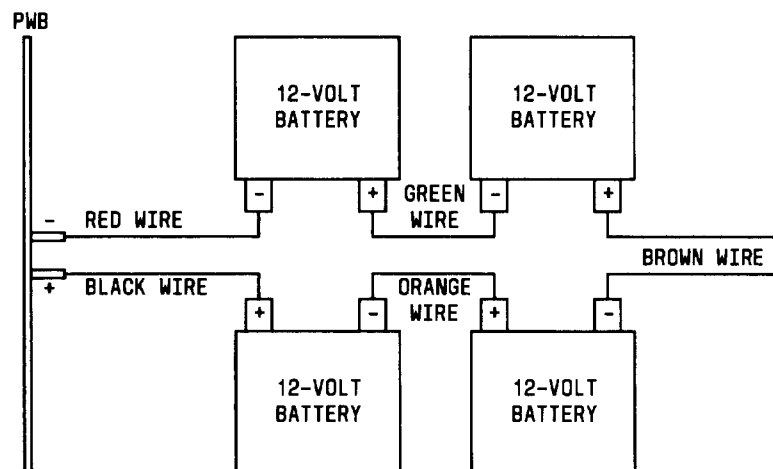 PWB
12-VOLT
BATTERY
12-VOLT
BATTERY
- + - +
GREEN
WIRE
- RED WIRE
BROWN WIRE
+ BLACK WIRE
ORANGE
WIRE
+ - + -
12-VOLT
BATTERY
12-VOLT
BATTERY